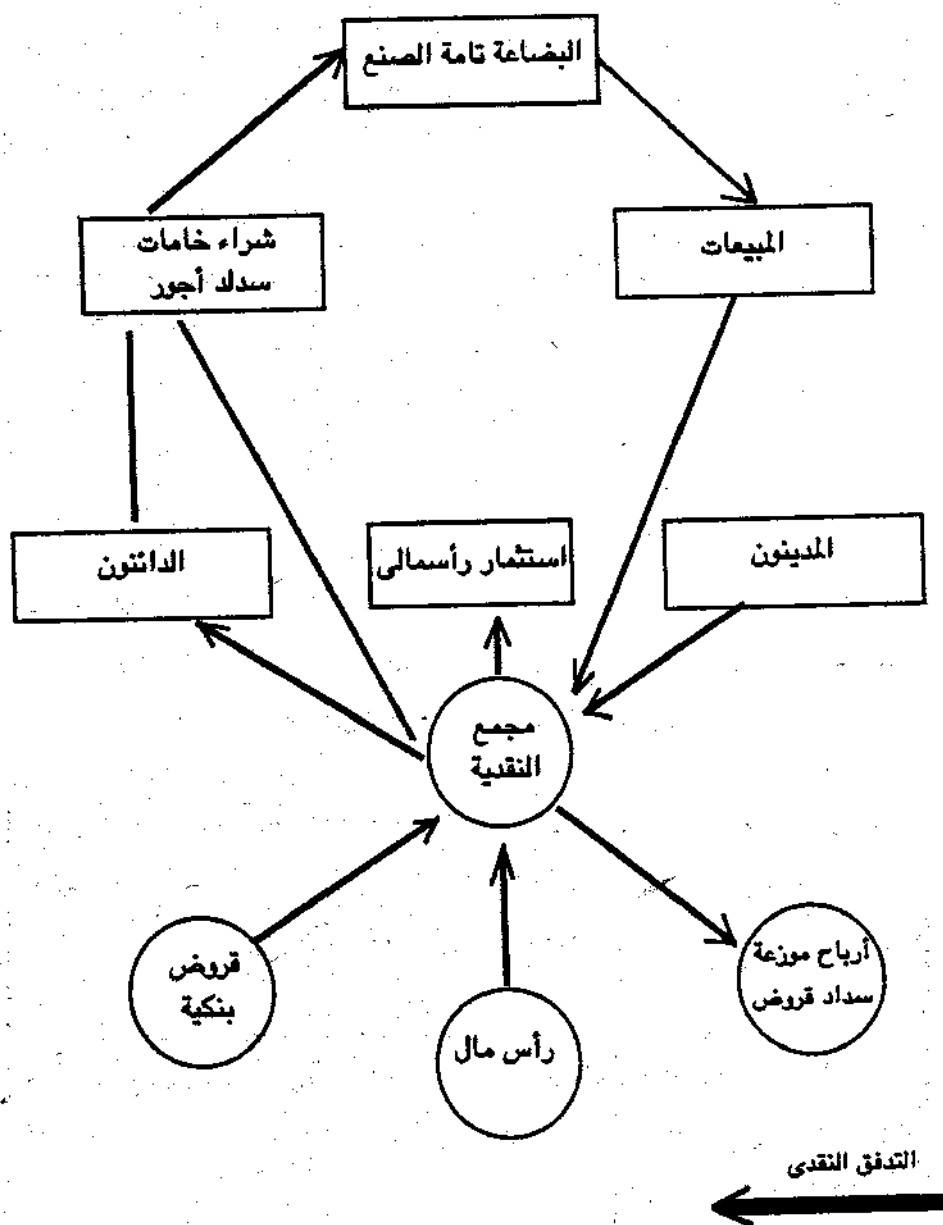 البضاعة تامة الصنع
شراء خامات
سدلد أجور
المبيعات
الدائنون
استثمار رأسمالى
المدينون
مجمع
النقدية
قروض
بنكية
رأس مال
أرباح موزعة
سداد قروض
التدفق النقدى